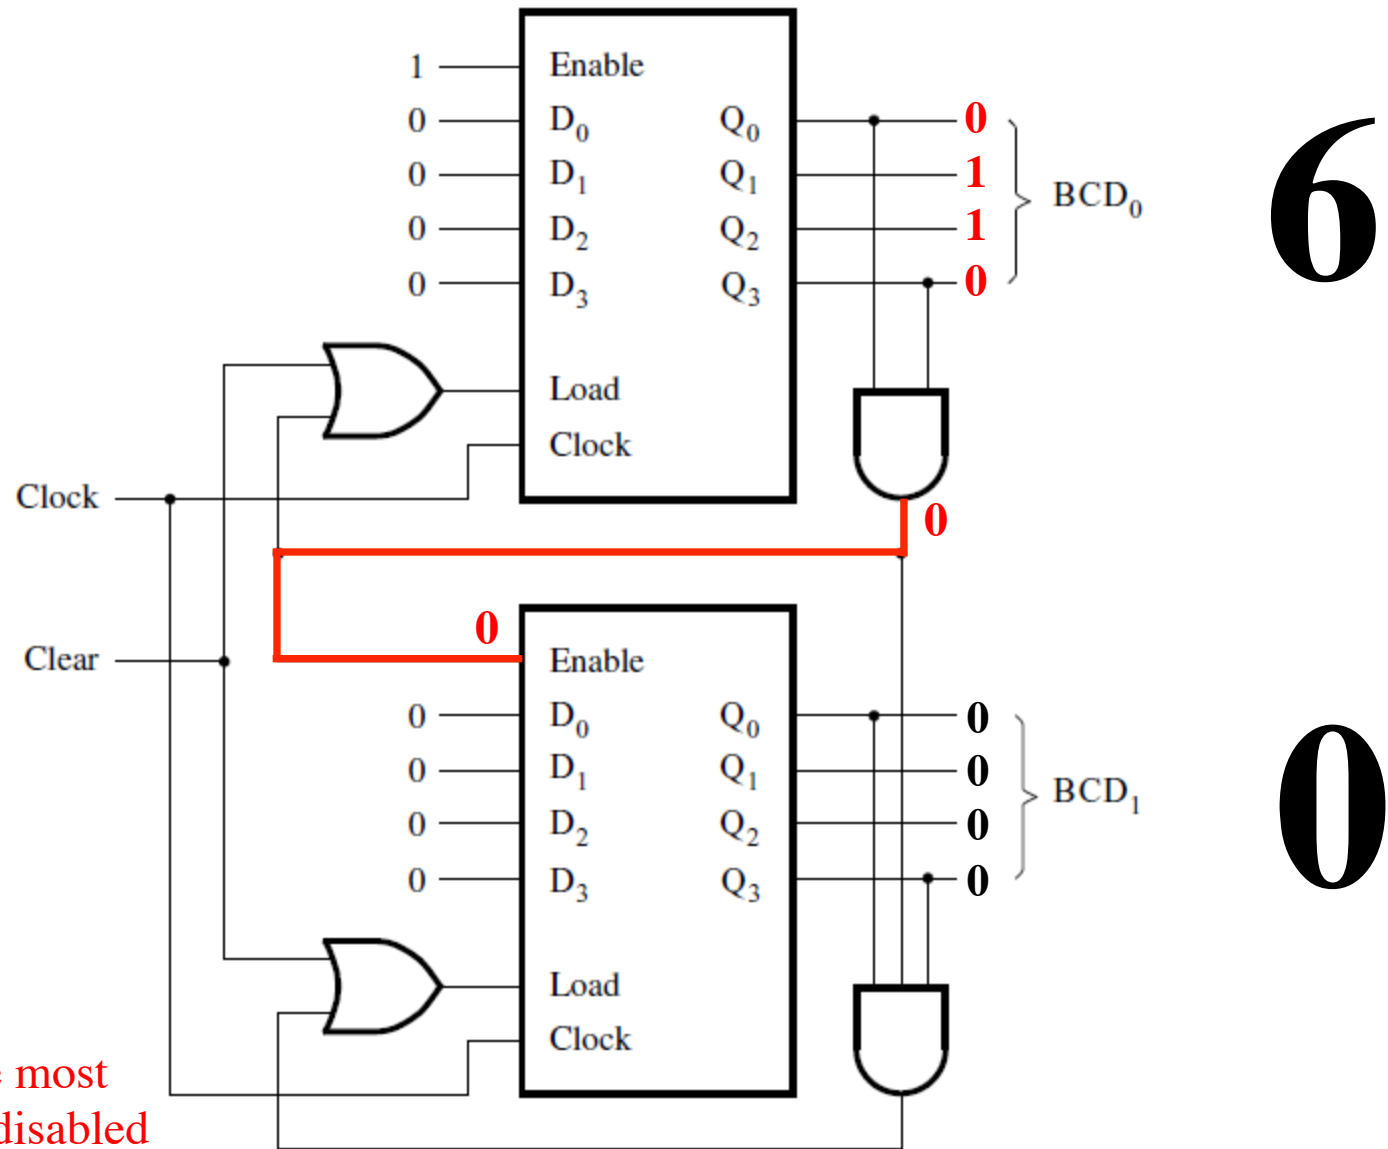 1 Enable
0 D0 Q0 0
0 D1 Q1 1
0 D2 Q2 1
0 D3 Q3 0
BCD0
6
Load
Clock
Clock
0
0
Clear
Enable
0 D0 Q0 0
0 D1 Q1 0
0 D2 Q2 0
0 D3 Q3 0
BCD1
0
Load
Clock
most
disabled